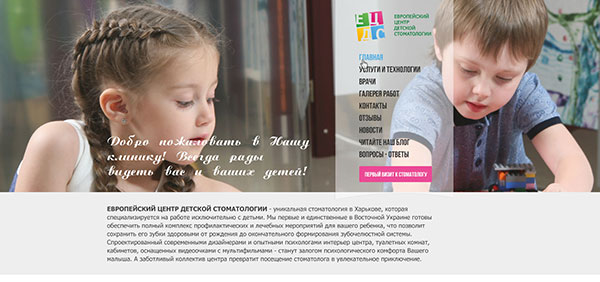 ЕЦ
ДС
ЕВРОПЕЙСКИЙ
ЦЕНТР
ДЕТСКОЙ
СТОМАТОЛОГИИ
ГЛАВНАЯ
УСЛУГИ И ТЕХНОЛОГИИ
ВРАЧИ
ГАЛЕРЕЯ РАБОТ
КОНТАКТЫ
ОТЗЫВЫ
НОВОСТИ
ЧИТАЙТЕ НАШ БЛОГ
ВОПРОСЫ - ОТВЕТЫ
ПЕРВЫЙ ВИЗИТ К СТОМАТОЛОГУ
Добро пожаловать в Нашу
клинику! Всегда рады
видеть вас и ваших детей!
ЕВРОПЕЙСКИЙ ЦЕНТР ДЕТСКОЙ СТОМАТОЛОГИИ - уникальная стоматология в Харькове, которая
специализируется на работе исключительно с детьми. Мы первые и единственные в Восточной Украине готовы
обеспечить полный комплекс профилактических и лечебных мероприятий для вашего ребенка, что позволит
сохранить его зубки здоровыми от рождения до окончательного формирования зубочелюстной системы.
Спроектированный современными дизайнерами и опытными психологами интерьер центра, туалетных комнат,
кабинетов, оснащенных видеоочками с мультифильмами - станут залогом психологического комфорта Вашего
малыша. А заботливый коллектив центра превратит посещение стоматолога в увлекательное приключение.